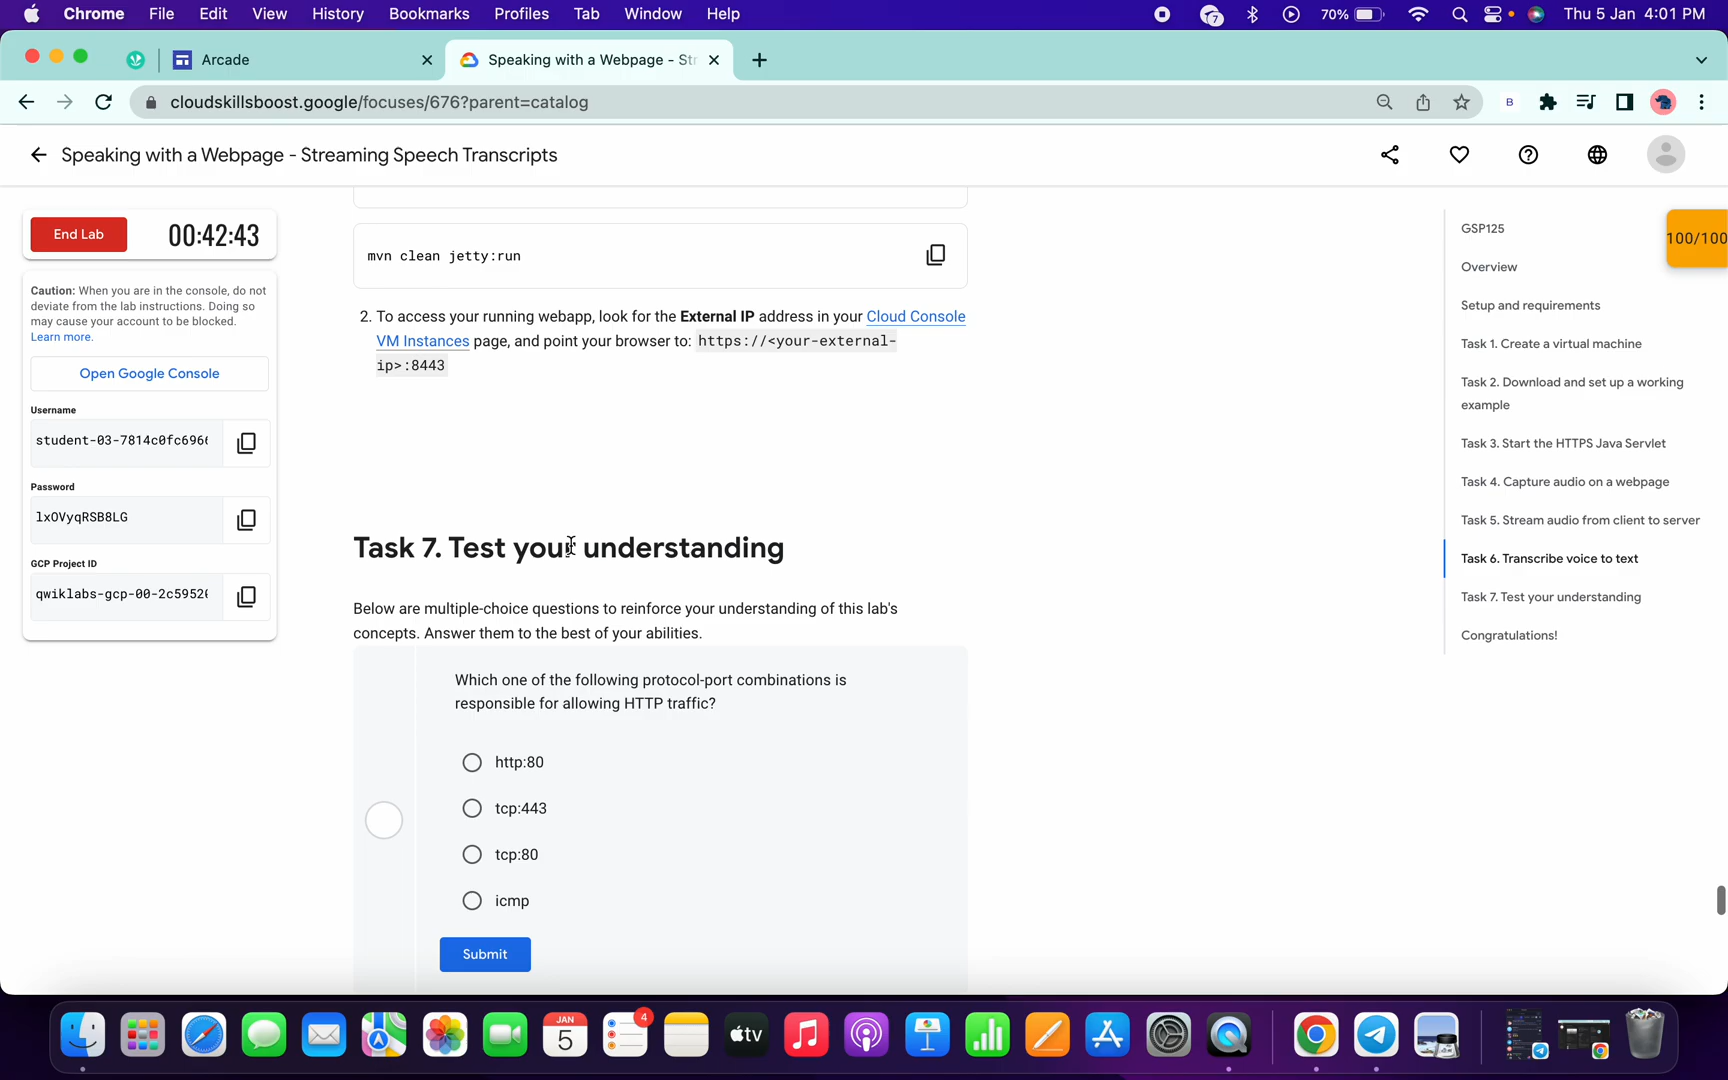 Chrome File Edit View History Bookmarks Profiles Tab Window Help 7 70% Thu 5 Jan 4:01 PM
Arcade
Speaking with a Webpage - Str
cloudskillsboost.google/focuses/676?parent=catalog
B
Speaking with a Webpage - Streaming Speech Transcripts
End Lab 00:42:43
Caution: When you are in the console, do not
deviate from the lab instructions. Doing so
may cause your account to be blocked.
Learn more.
Open Google Console
Username
student-03-7814c0fc696
Password
lxOVyqRSB8LG
GCP Project ID
qwiklabs-gcp-00-2c5952
mvn clean jetty:run
2. To access your running webapp, look for the External IP address in your Cloud Console
VM Instances page, and point your browser to: https://<your-external-
ip>:8443
Task 7. Test your understanding
Below are multiple-choice questions to reinforce your understanding of this lab's
concepts. Answer them to the best of your abilities.
Which one of the following protocol-port combinations is
responsible for allowing HTTP traffic?
http:80
tcp:443
tcp:80
icmp
Submit
GSP125
100/100
Overview
Setup and requirements
Task 1. Create a virtual machine
Task 2. Download and set up a working
example
Task 3. Start the HTTPS Java Servlet
Task 4. Capture audio on a webpage
Task 5. Stream audio from client to server
Task 6. Transcribe voice to text
Task 7. Test your understanding
Congratulations!
JAN
5
4
tv